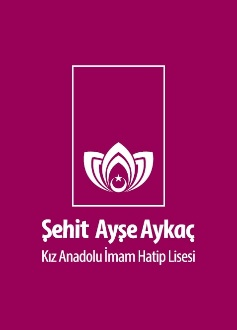 Şehit Ayşe Aykaç
Kız Anadolu İmam Hatip Lisesi